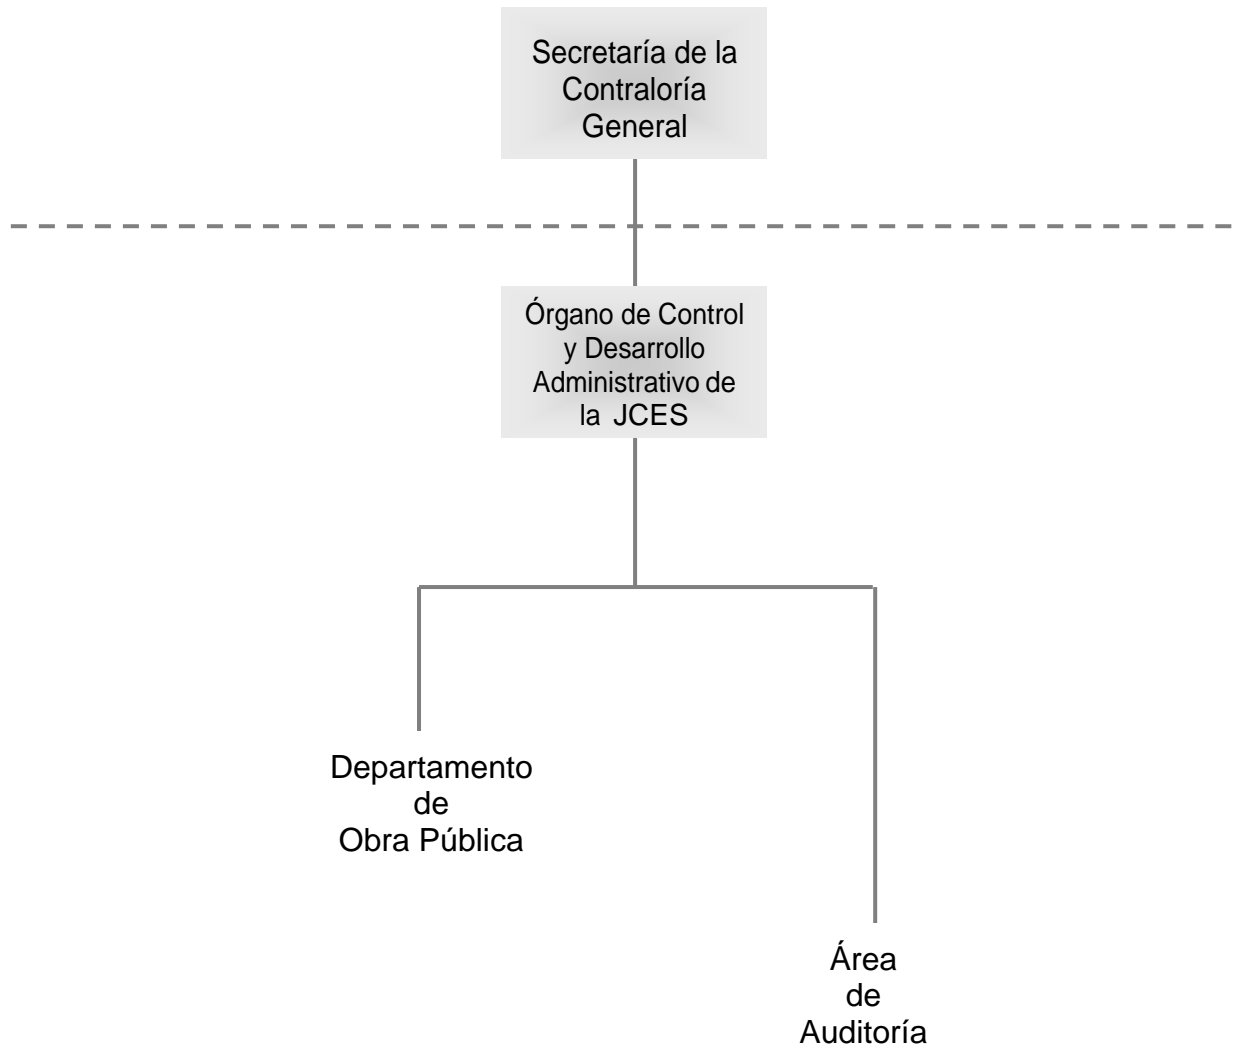 Secretaría de la
Contraloría
General
Órgano de Control
y Desarrollo
Administrativo de
la JCES
Departamento
de
Obra Pública
Área
de
Auditoría